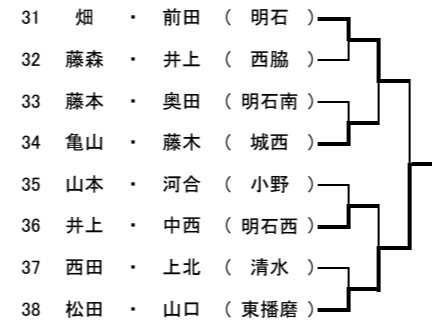 31 畑 ・ 前田 ( 明石 )
32 藤森 ・ 井上 ( 西脇 )
33 藤本 ・ 奥田 ( 明石南 )
34 亀山 ・ 藤木 ( 城西 )
35 山本 ・ 河合 ( 小野 )
36 井上 ・ 中西 ( 明石西 )
37 西田 ・ 上北 ( 清水 )
38 松田 ・ 山口 ( 東播磨 )